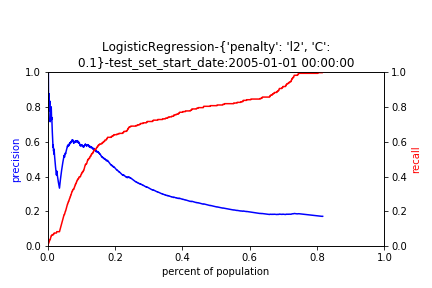 LogisticRegression-{'penalty': 'l2', 'C':
0.1}-test_set_start_date:2005-01-01 00:00:00
1.0
0.8
0.6
0.4
0.2
0.0
precision
1.0
0.8
0.6
0.4
0.2
0.0
recall
0.0 0.2 0.4 0.6 0.8 1.0
percent of population